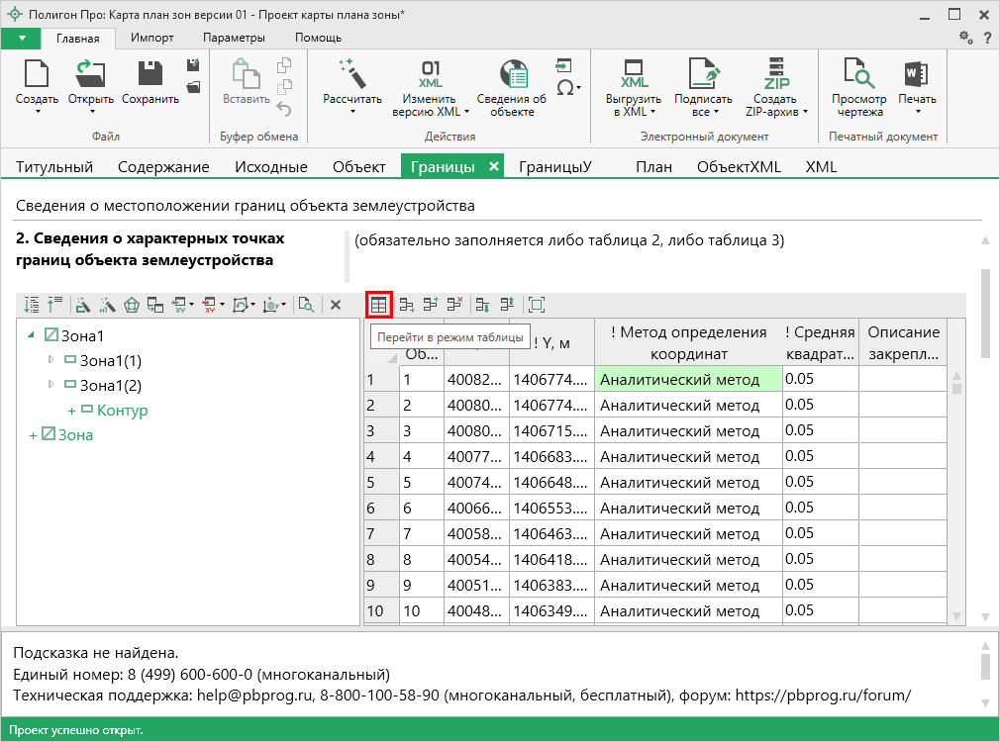 Полигон Про: Карта план зон версии 01 - Проект карты плана зоны*
Главная Импорт Параметры Помощь
Создать Открыть Сохранить
Файл
Вставить
Буфер обмена
Рассчитать
01
XML
Изменить
версию XML
Сведения об
объекте
Действия
XML
Выгрузить
в XML
Подписать
все
ZIP
Создать
ZIP-архив
Электронный документ
Просмотр
чертежа
W
Печать
Печатный документ
Титульный Содержание Исходные Объект Границы ГраницыУ План ОбъектXML XML
Сведения о местоположении границ объекта землеустройства
2. Сведения о характерных точках
границ объекта землеустройства
(обязательно заполняется либо таблица 2, либо таблица 3)
Перейти в режим таблицы
Зона1
Зона1(1)
Зона1(2)
+ Контур
+ Зона
Об... ! Y, м ! Метод определения координат ! Средняя квадрат... Описание закрепл...
1 1 40082... 1406774.... Аналитический метод 0.05
2 2 40080... 1406774.... Аналитический метод 0.05
3 3 40080... 1406715.... Аналитический метод 0.05
4 4 40077... 1406683.... Аналитический метод 0.05
5 5 40074... 1406648.... Аналитический метод 0.05
6 6 40066... 1406553.... Аналитический метод 0.05
7 7 40058... 1406463.... Аналитический метод 0.05
8 8 40054... 1406418.... Аналитический метод 0.05
9 9 40051... 1406383.... Аналитический метод 0.05
10 10 40048... 1406349.... Аналитический метод 0.05
Подсказка не найдена.
Единый номер: 8 (499) 600-600-0 (многоканальный)
Техническая поддержка: help@pbprog.ru, 8-800-100-58-90 (многоканальный, бесплатный), форум: https://pbprog.ru/forum/
Проект успешно открыт.